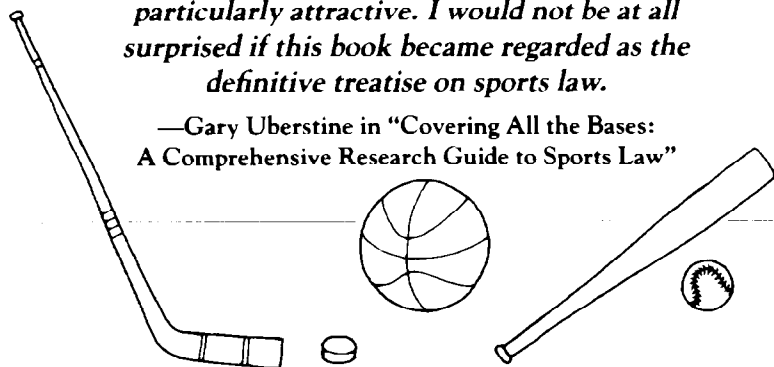 particularly attractive. I would not be at all
surprised if this book became regarded as the
definitive treatise on sports law.
—Gary Uberstine in “Covering All the Bases:
A Comprehensive Research Guide to Sports Law”